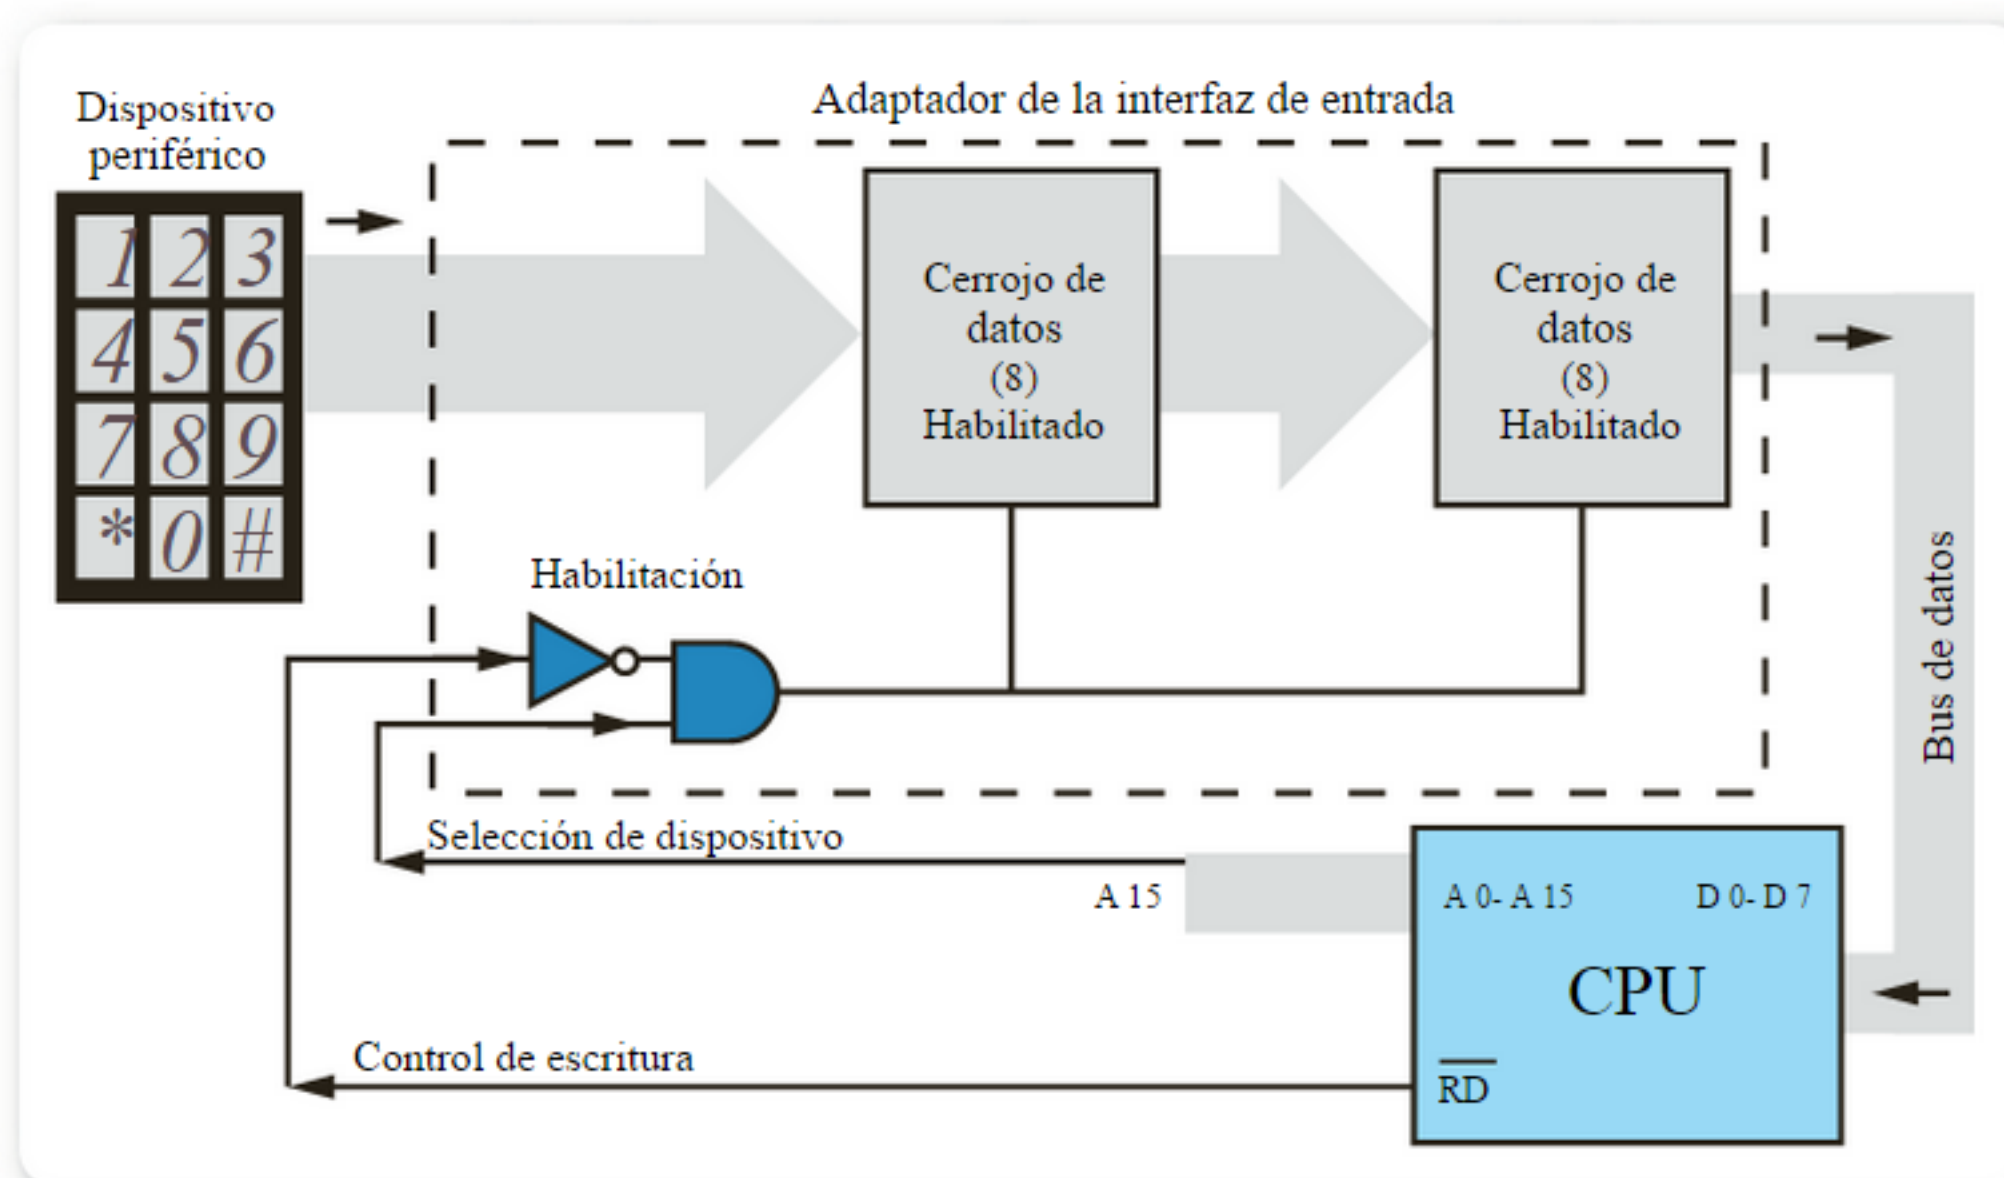 Adaptador de la interfaz de entrada
Dispositivo
periférico
1 2 3
4 5 6
7 8 9
* 0 #
Cerrojo de
datos
(8)
Habilitado
Cerrojo de
datos
(8)
Habilitado
Habilitación
Bus de datos
Selección de dispositivo
A 15
A 0- A 15
D 0- D 7
CPU
Control de escritura
R̅D̅